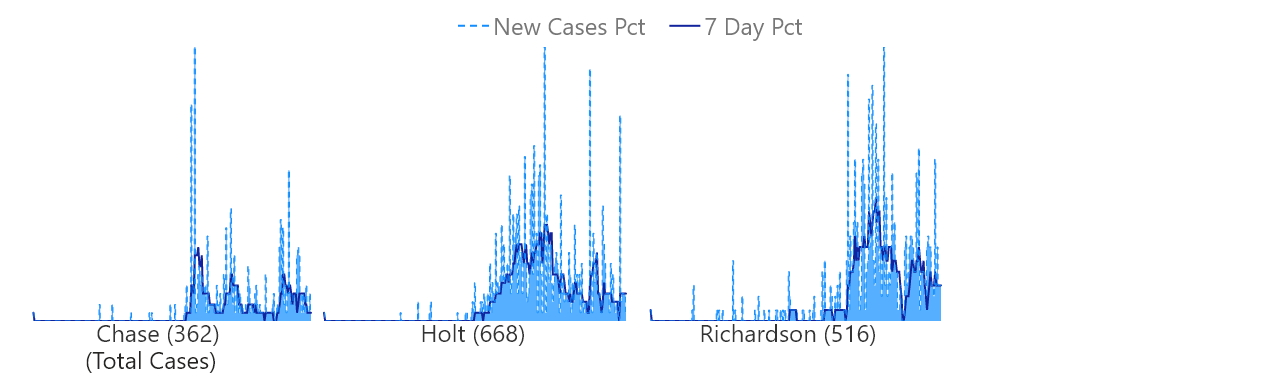 New Cases Pct 7 Day Pct
Chase (362) Holt (668) Richardson (516)
(Total Cases)